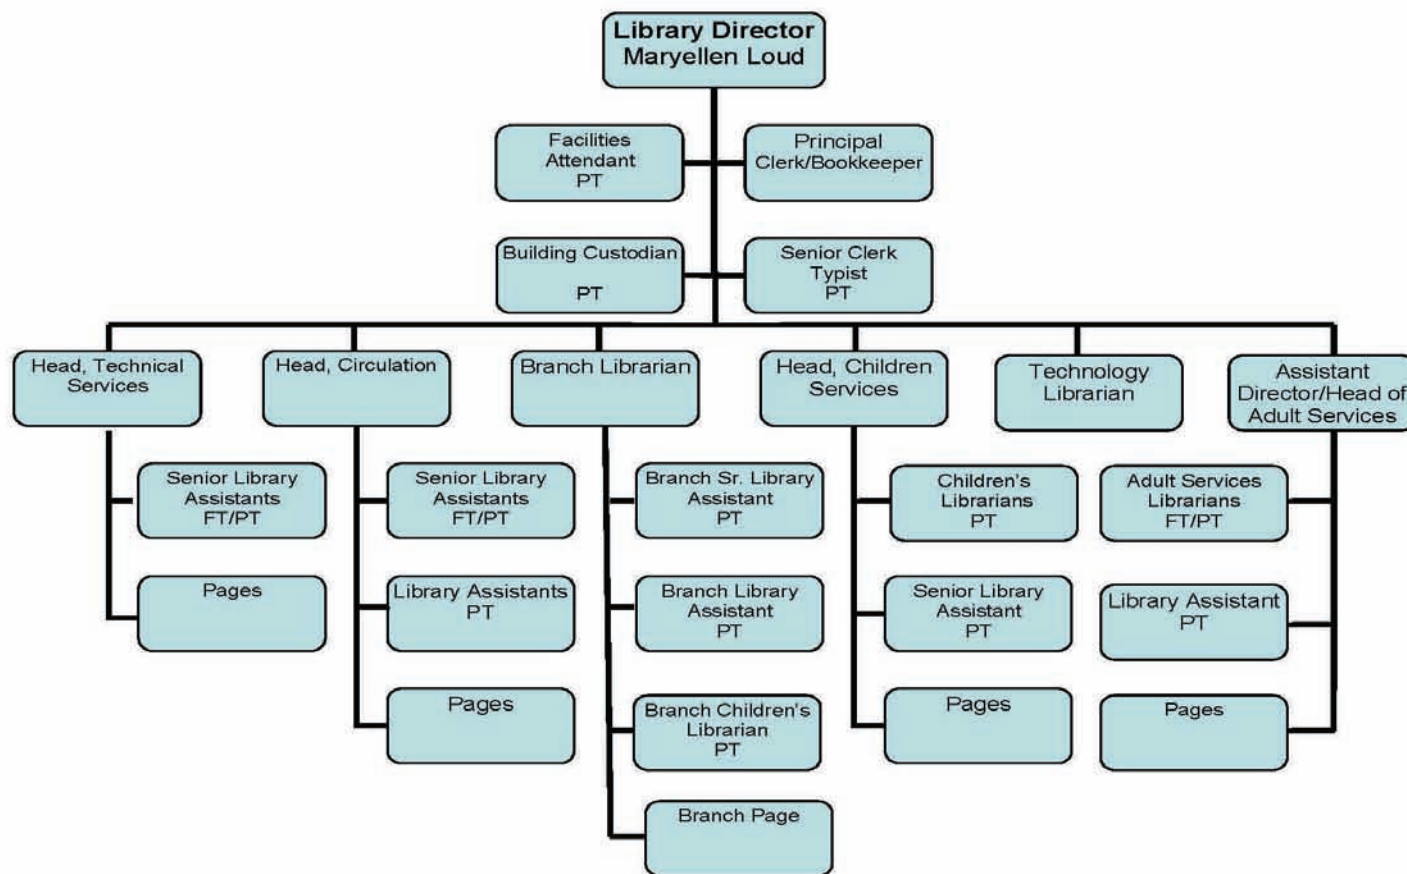 Library Director
Maryellen Loud
Facilities
Attendant
PT
Principal
Clerk/Bookkeeper
Building Custodian
PT
Senior Clerk
Typist
PT
Head, Technical
Services
Head, Circulation
Branch Librarian
Head, Children
Services
Technology
Librarian
Assistant
Director/Head of
Adult Services
Senior Library
Assistants
FT/PT
Pages
Senior Library
Assistants
FT/PT
Library Assistants
PT
Pages
Branch Sr. Library
Assistant
PT
Branch Library
Assistant
PT
Branch Children's
Librarian
PT
Branch Page
Children's
Librarians
PT
Senior Library
Assistant
PT
Pages
Adult Services
Librarians
FT/PT
Library Assistant
PT
Pages